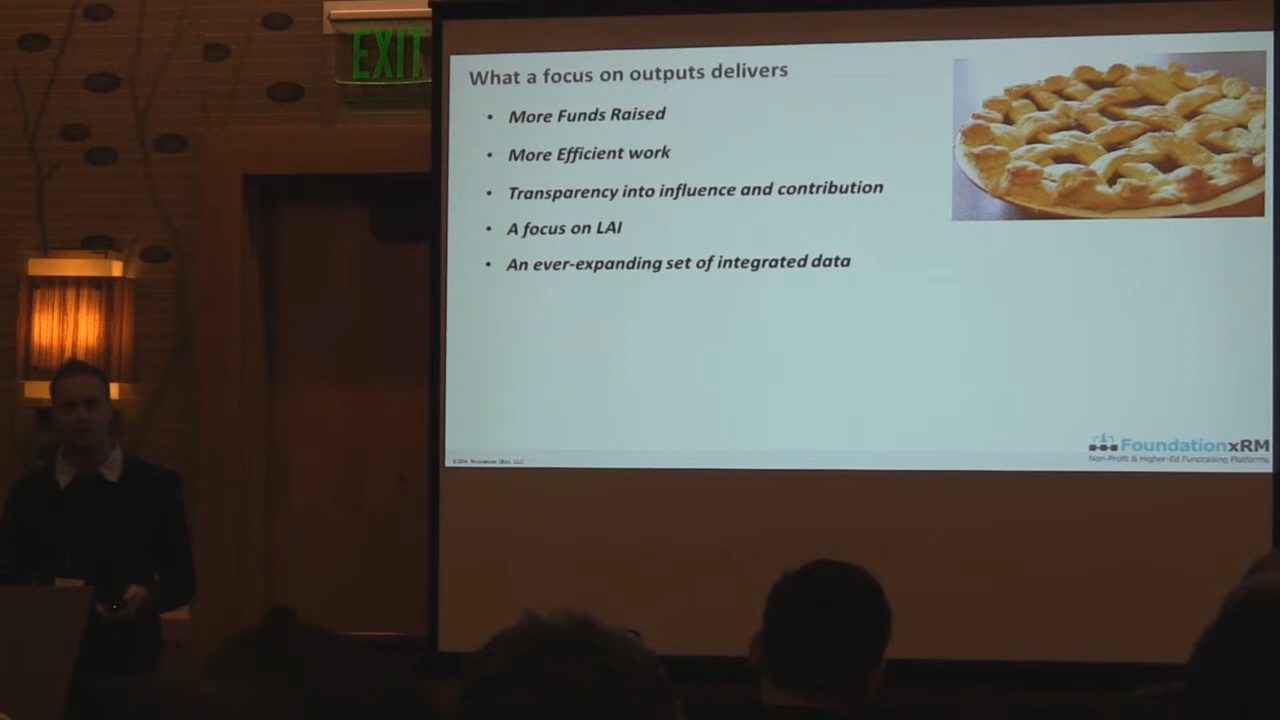 EXIT
What a focus on outputs delivers
• More Funds Raised
• More Efficient work
• Transparency into influence and contribution
• A focus on LAI
• An ever-expanding set of integrated data
FoundationxRM
Non-Profit & Higher-Ed Fundraising Platforms